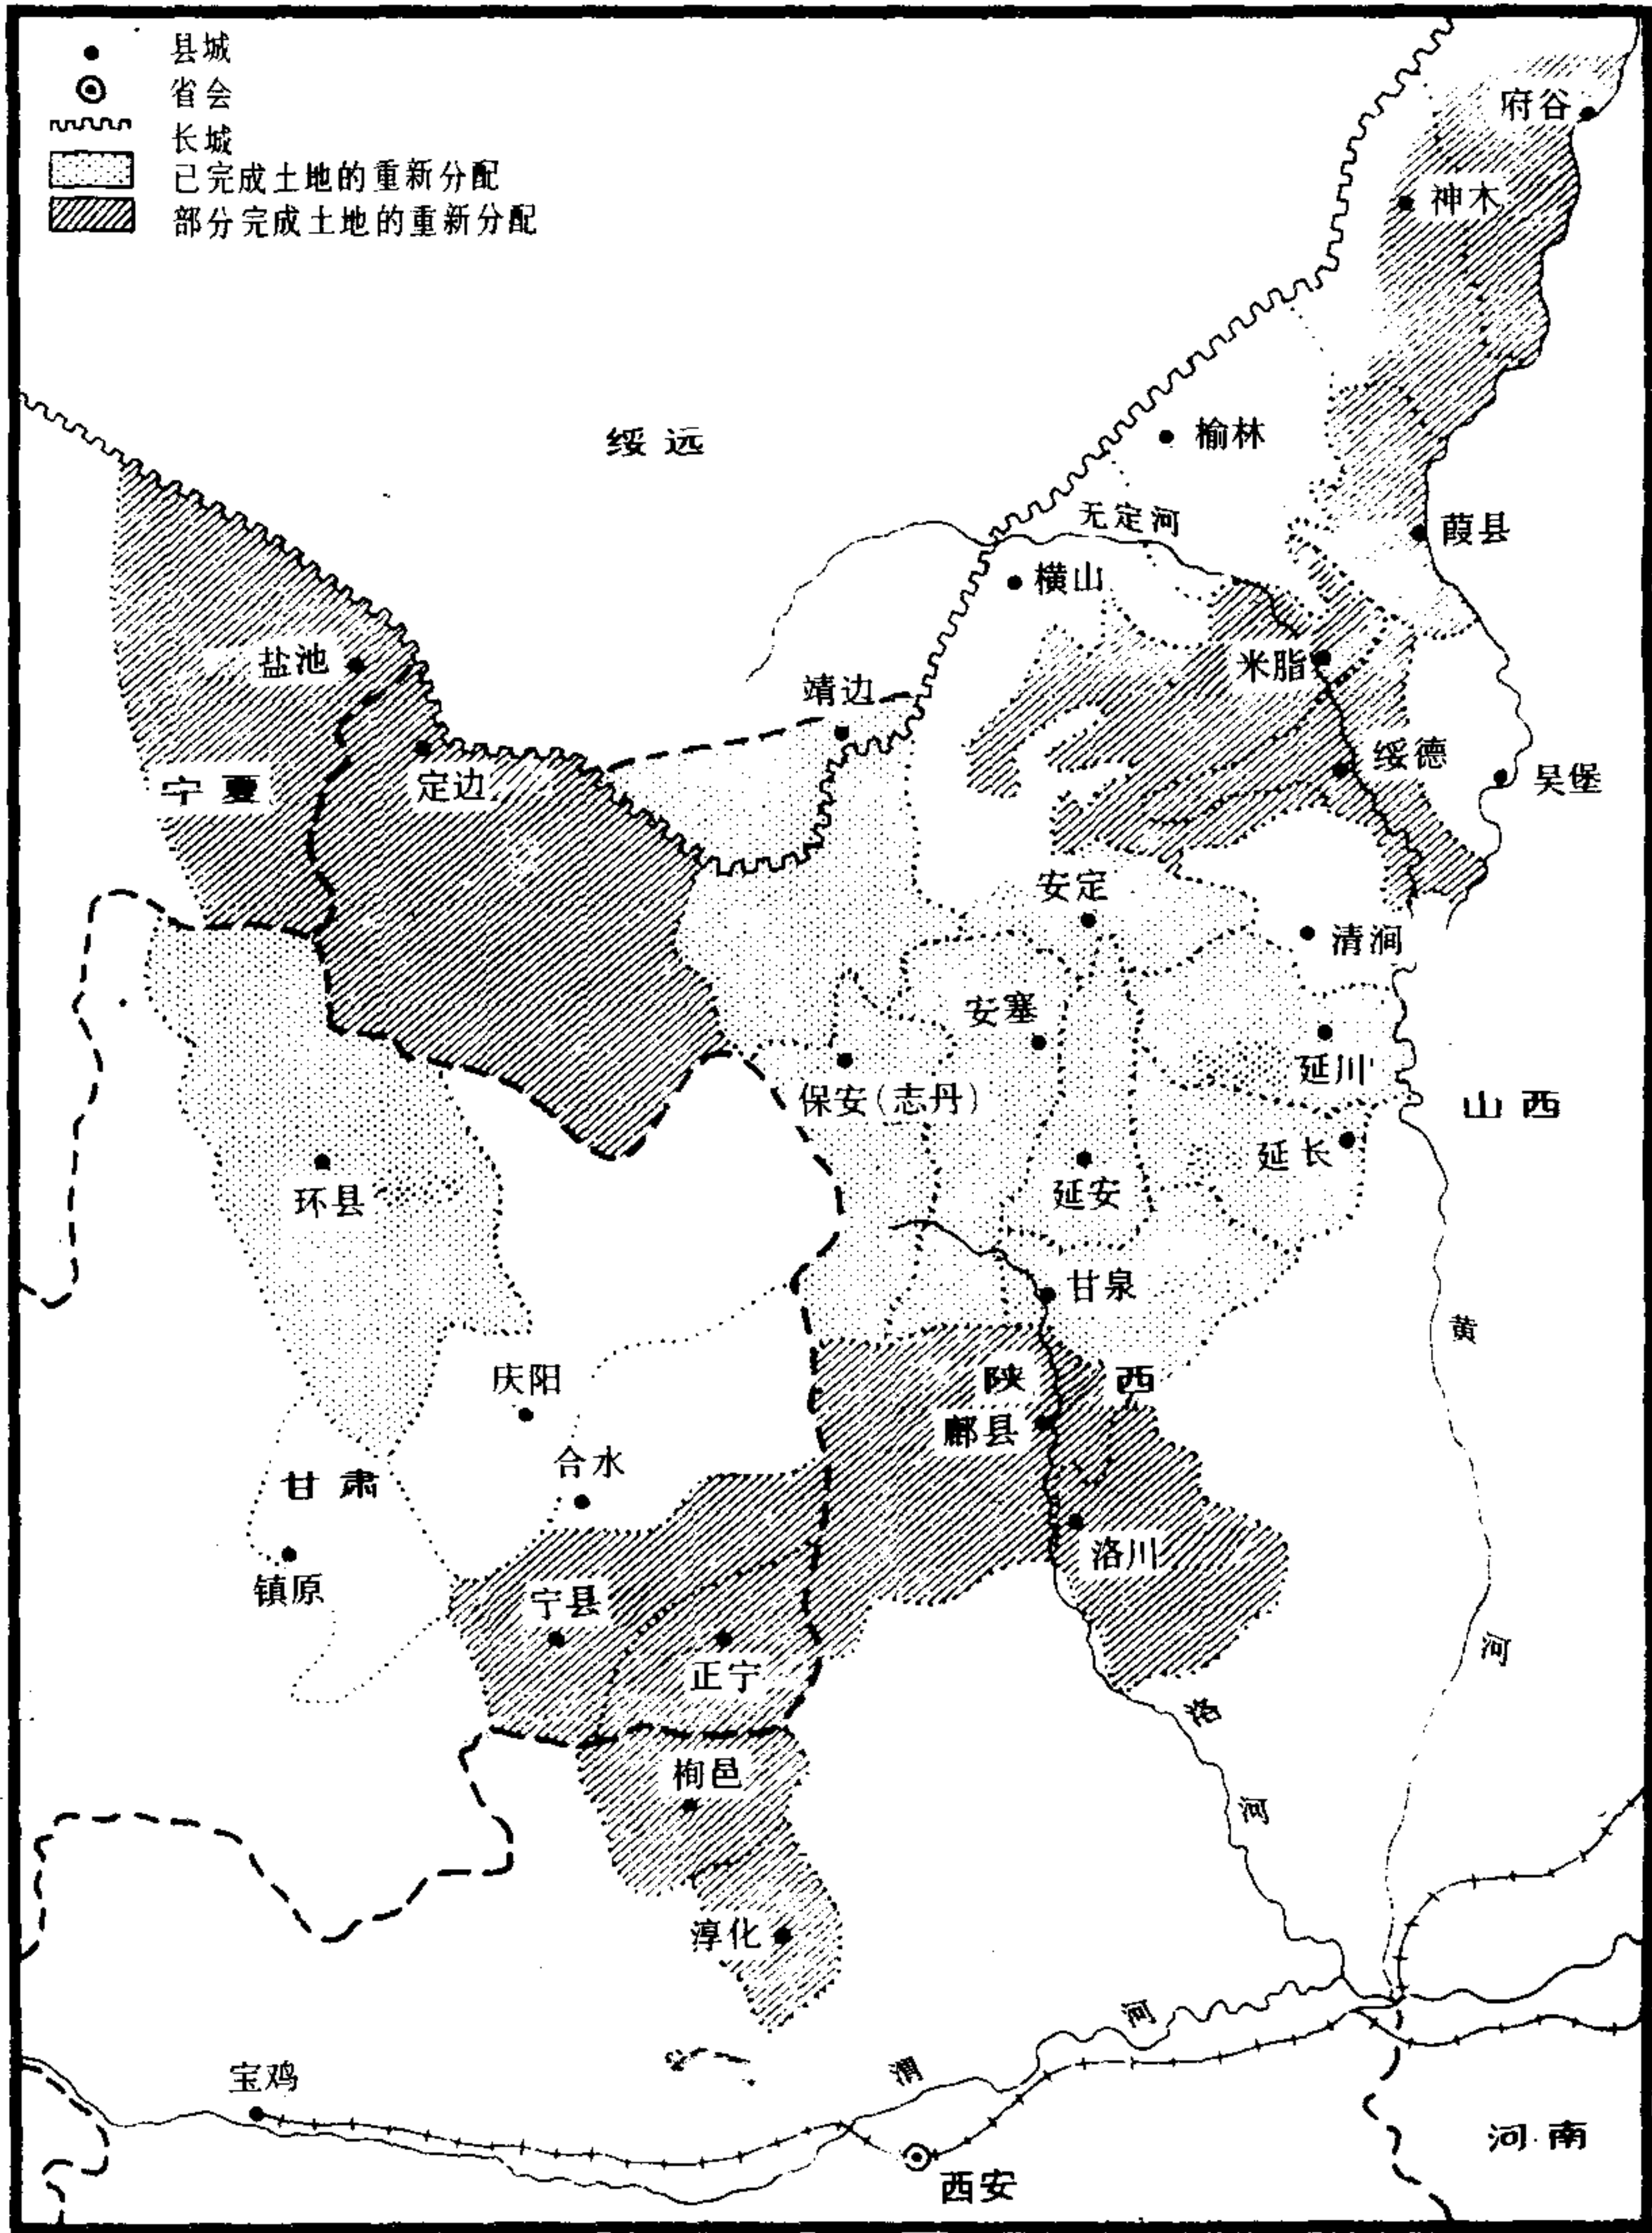 县城
省会
长城
已完成土地的重新分配
部分完成土地的重新分配
府谷
神木
绥远
榆林
无定河
葭县
横山
盐池
米脂
靖边
绥德
宁夏
定边
吴堡
安定
清涧
安塞
延川
保安(志丹)
山西
延长
环县
延安
甘泉
黄
庆阳
陕
西
鄜县
合水
甘肃
洛川
镇原
宁县
河
正宁
洛
栒邑
河
淳化
河
宝鸡
渭
河南
西安